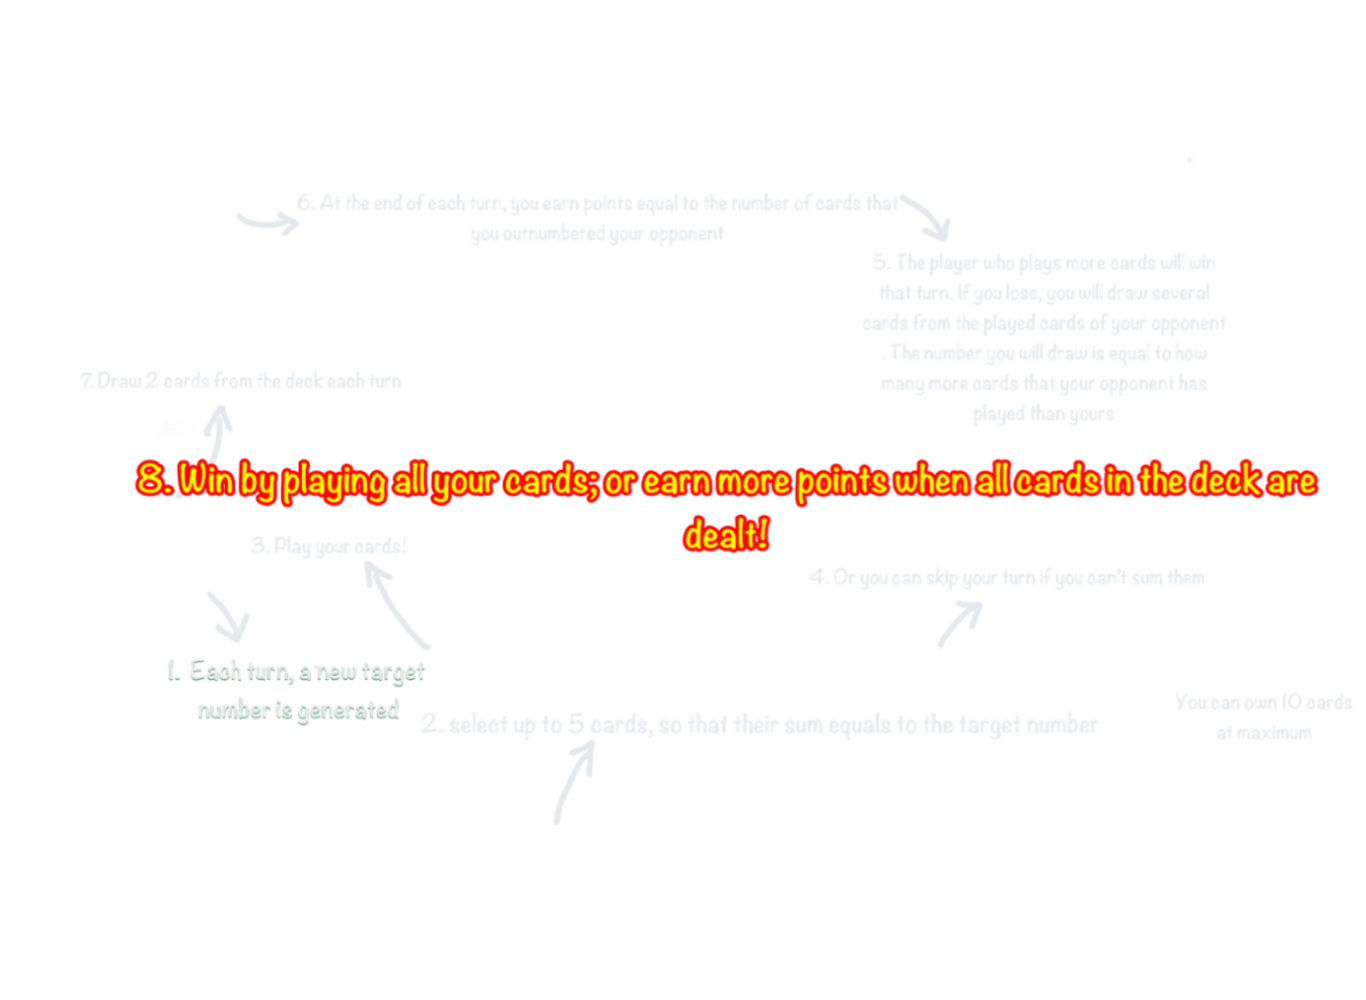 6. At the end of each turn, you earn points equal to the number of cards that
you outnumbered your opponent
5. The player who plays more cards will win
that turn. If you lose, you will draw several
cards from the played cards of your opponent
. The number you will draw is equal to how
many more cards that your opponent has
played than yours
7. Draw 2 cards from the deck each turn
8. Win by playing all your cards; or earn more points when all cards in the deck are
dealt!
3. Play your cards!
4. Or you can skip your turn if you can't sum them
1. Each turn, a new target
number is generated
2. select up to 5 cards, so that their sum equals to the target number
You can own 10 cards
at maximum